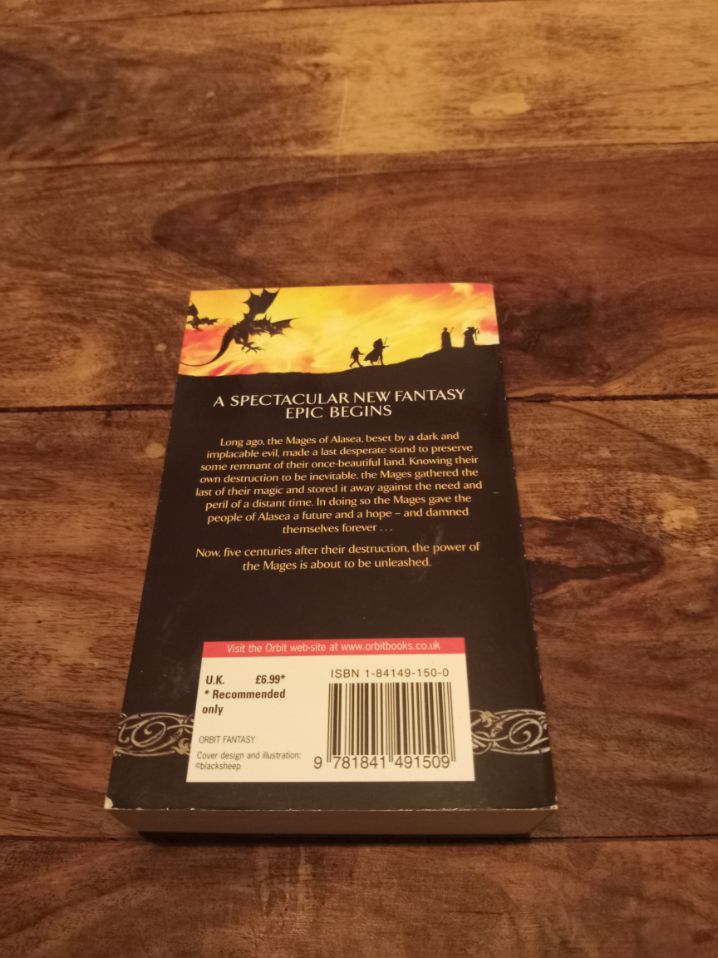 A SPECTACULAR NEW FANTASY
EPIC BEGINS
Long ago, the Mages of Alasea, beset by a dark and
implacable evil, made a last desperate stand to preserve
some remnant of their once-beautiful land. Knowing their
own destruction to be inevitable, the Mages gathered the
last of their magic and stored it away against the need and
peril of a distant time. In doing so the Mages gave the
people of Alasea a future and a hope – and damned
themselves forever . . .
Now, five centuries after their destruction, the power of
the Mages is about to be unleashed.
Visit the Orbit web-site at www.orbitbooks.co.uk
U.K. £6.99*
* Recommended
only
ISBN 1-84149-150-0
ORBIT FANTASY
Cover design and illustration:
©blacksheep
9 781841 491509